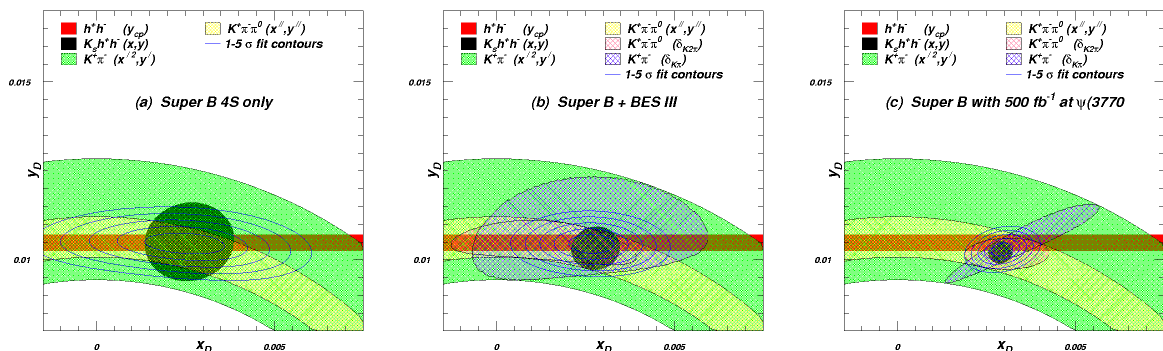 h⁺h⁻ (y_cp)
K_s h⁺h⁻ (x,y)
K⁺π⁻ (x′²,y′)
K⁺π⁻π⁰ (x′′,y′′)
1-5 σ fit contours
0.015
(a) Super B 4S only
y_D
0.01
0
x_D
0.005
h⁺h⁻ (y_cp)
K_s h⁺h⁻ (x,y)
K⁺π⁻ (x′²,y′)
K⁺π⁻π⁰ (x′′,y′′)
K⁺π⁻π⁰ (δ_K2π)
K⁺π⁻ (δ_Kπ)
1-5 σ fit contours
0.015
(b) Super B + BES III
y_D
0.01
0
x_D
0.005
h⁺h⁻ (y_cp)
K_s h⁺h⁻ (x,y)
K⁺π⁻ (x′²,y′)
K⁺π⁻π⁰ (x′′,y′′)
K⁺π⁻π⁰ (δ_K2π)
K⁺π⁻ (δ_Kπ)
1-5 σ fit contours
0.015
(c) Super B with 500 fb⁻¹ at ψ(3770
y_D
0.01
0
x_D
0.005